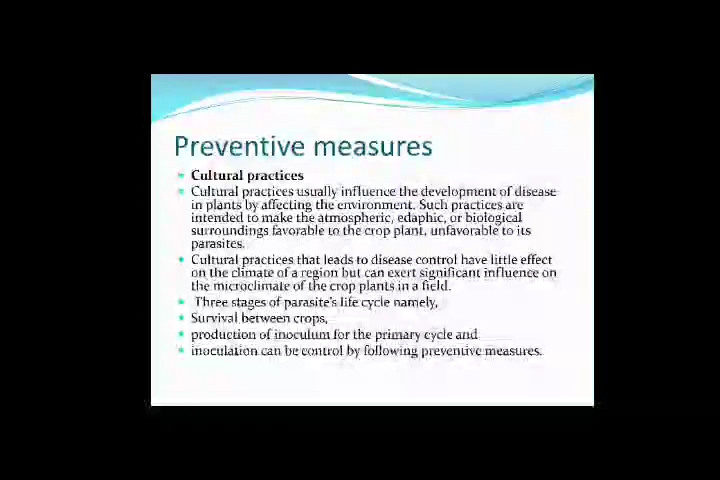 Preventive measures
Cultural practices
Cultural practices usually influence the development of disease
in plants by affecting the environment. Such practices are
intended to make the atmospheric, edaphic, or biological
surroundings favorable to the crop plant, unfavorable to its
parasites.
Cultural practices that leads to disease control have little effect
on the climate of a region but can exert significant influence on
the microclimate of the crop plants in a field.
Three stages of parasite's life cycle namely,
Survival between crops,
production of inoculum for the primary cycle and
inoculation can be control by following preventive measures.